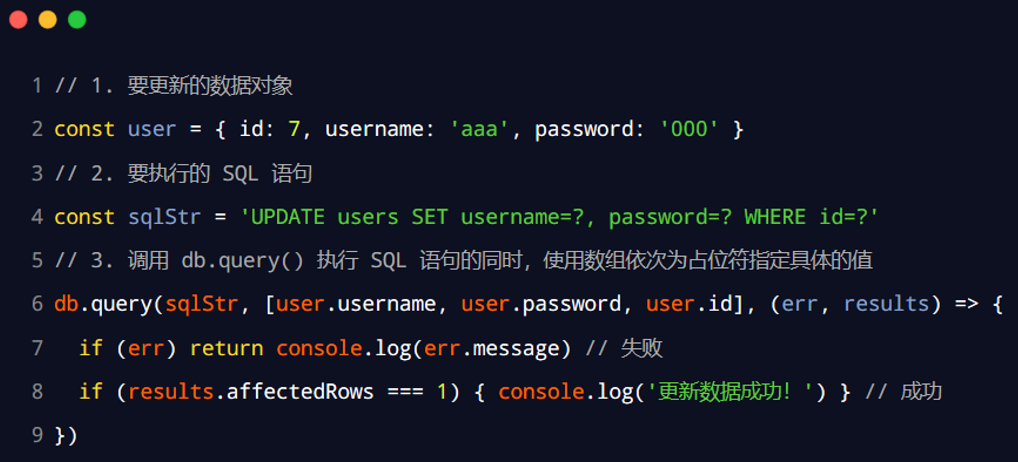 1 // 1. 要更新的数据对象
2 const user = { id: 7, username: 'aaa', password: '000' }
3 // 2. 要执行的 SQL 语句
4 const sqlStr = 'UPDATE users SET username=?, password=? WHERE id=?'
5 // 3. 调用 db.query() 执行 SQL 语句的同时，使用数组依次为占位符指定具体的值
6 db.query(sqlStr, [user.username, user.password, user.id], (err, results) => {
7 if (err) return console.log(err.message) // 失败
8 if (results.affectedRows === 1) { console.log('更新数据成功！') } // 成功
9 })